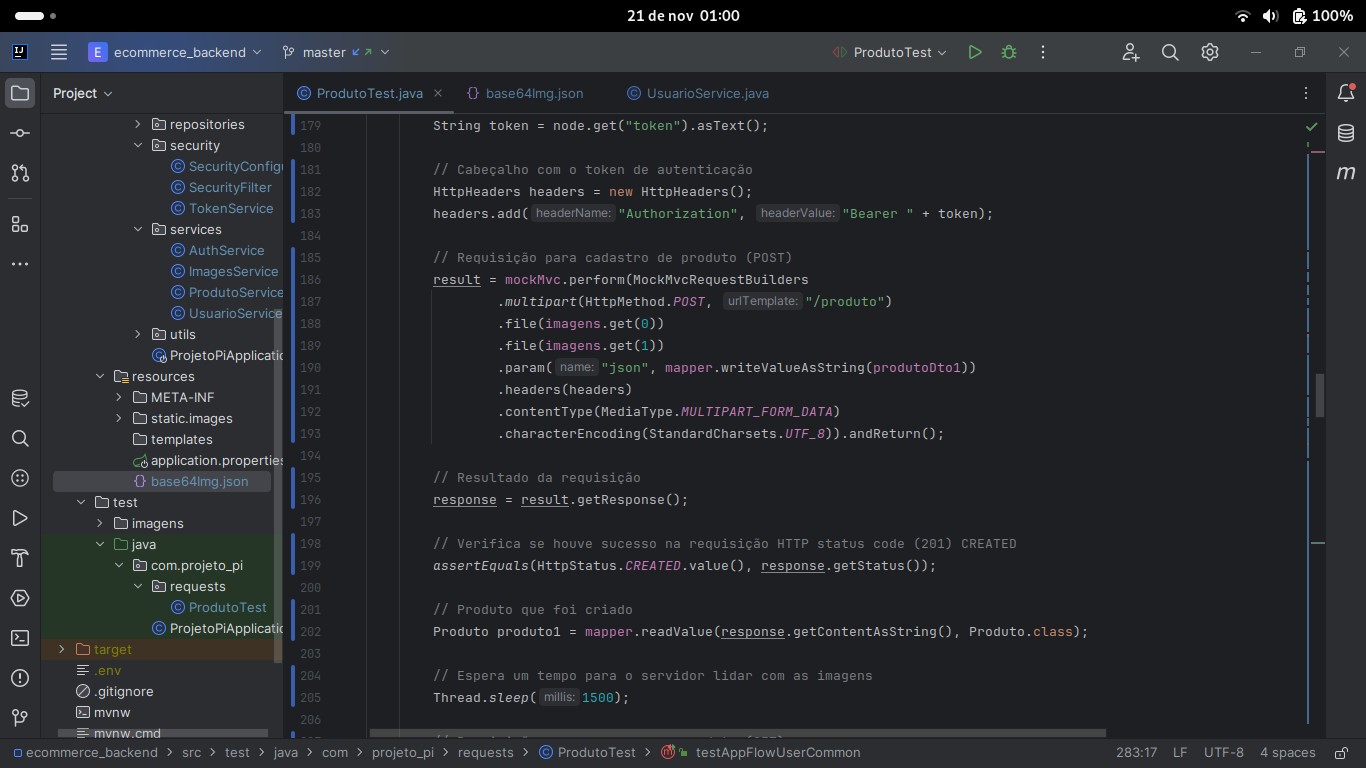 21 de nov 01:00
100%
IJ
E ecommerce_backend
master
ProdutoTest
Project
ProdutoTest.java
base64Img.json
UsuarioService.java
repositories
security
SecurityConfigu
SecurityFilter
TokenService
services
AuthService
ImagesService
ProdutoService
UsuarioService
utils
ProjetoPiApplicatio
resources
META-INF
static.images
templates
application.properties
base64Img.json
test
imagens
java
com.projeto_pi
requests
ProdutoTest
ProjetoPiApplicatio
target
.env
.gitignore
mvnw
mvnw.cmd
m
179 String token = node.get("token").asText();
180
181 // Cabeçalho com o token de autenticação
182 HttpHeaders headers = new HttpHeaders();
183 headers.add( headerName: "Authorization", headerValue: "Bearer " + token);
184
185 // Requisição para cadastro de produto (POST)
186 result = mockMvc.perform(MockMvcRequestBuilders
187 .multipart(HttpMethod.POST, urlTemplate: "/produto")
188 .file(imagens.get(0))
189 .file(imagens.get(1))
190 .param( name: "json", mapper.writeValueAsString(produtoDto1))
191 .headers(headers)
192 .contentType(MediaType.MULTIPART_FORM_DATA)
193 .characterEncoding(StandardCharsets.UTF_8)).andReturn();
194
195 // Resultado da requisição
196 response = result.getResponse();
197
198 // Verifica se houve sucesso na requisição HTTP status code (201) CREATED
199 assertEquals(HttpStatus.CREATED.value(), response.getStatus());
200
201 // Produto que foi criado
202 Produto produto1 = mapper.readValue(response.getContentAsString(), Produto.class);
203
204 // Espera um tempo para o servidor lidar com as imagens
205 Thread.sleep( millis: 1500);
206
ecommerce_backend > src > test > java > com > projeto_pi > requests > ProdutoTest > testAppFlowUserCommon
283:17 LF UTF-8 4 spaces